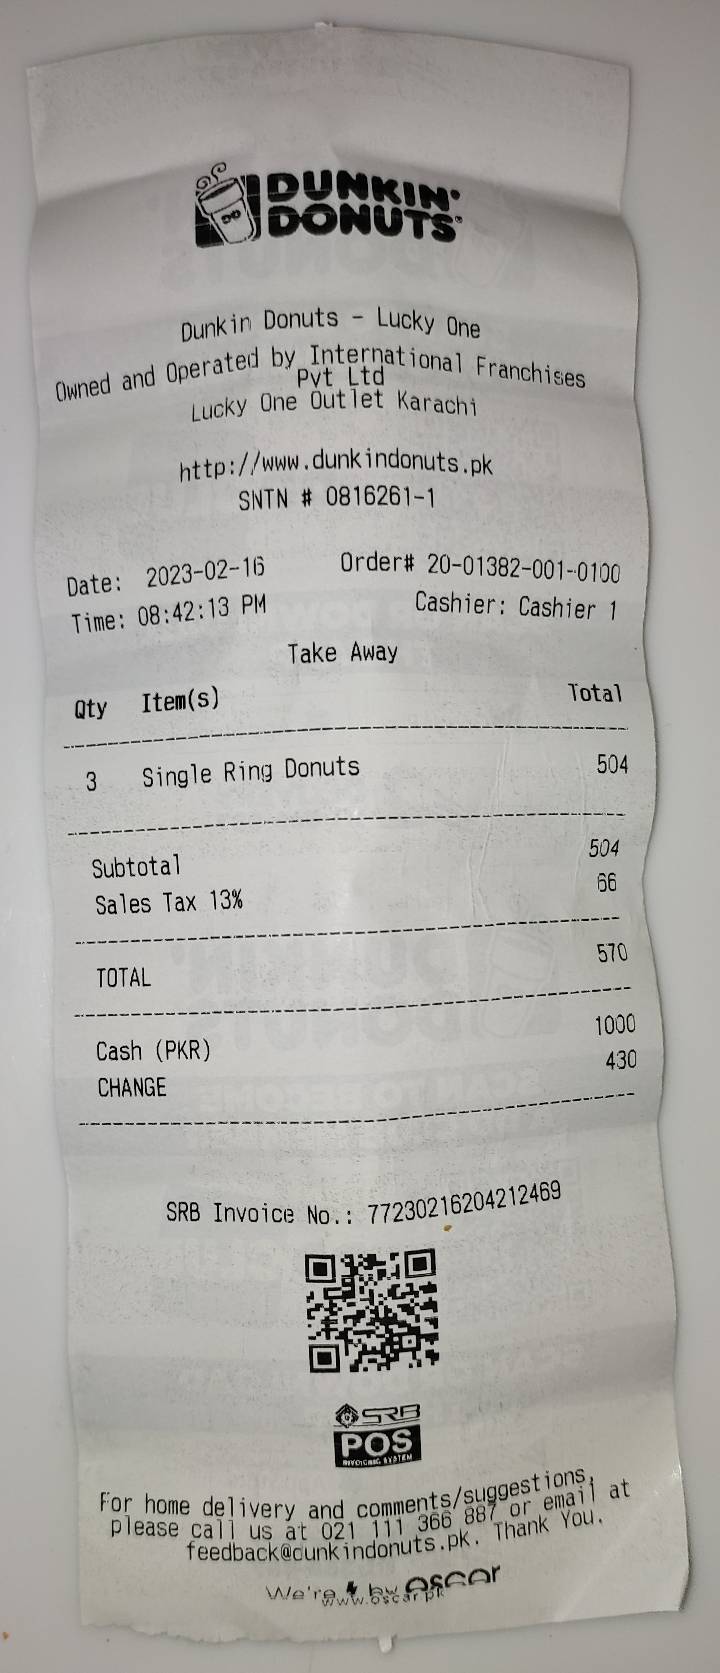 DUNKIN'
DONUTS
Dunkin Donuts - Lucky One
Owned and Operated by International Franchises
Pvt Ltd
Lucky One Outlet Karachi
http://www.dunkindonuts.pk
SNTN # 0816261-1
Date: 2023-02-16 Order# 20-01382-001-0100
Time: 08:42:13 PM Cashier: Cashier 1
Take Away
Qty Item(s) Total
3 Single Ring Donuts 504
Subtotal 504
Sales Tax 13% 66
TOTAL 570
Cash (PKR) 1000
CHANGE 430
SRB Invoice No.: 77230216204212469
SRB
POS
INVOICING SYSTEM
For home delivery and comments/suggestions,
please call us at 021 111 366 887 or email at
feedback@dunkindonuts.pk. Thank You.
We're by oscar
www.oscar.pk